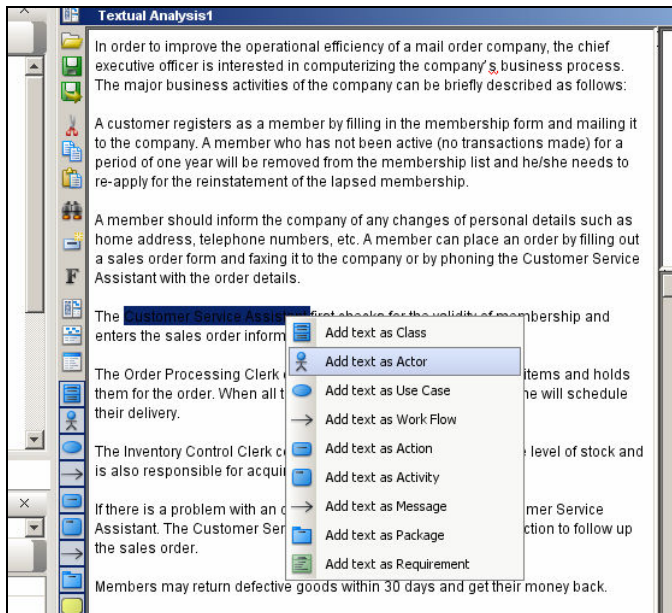 Textual Analysis1
In order to improve the operational efficiency of a mail order company, the chief
executive officer is interested in computerizing the company's business process.
The major business activities of the company can be briefly described as follows:
A customer registers as a member by filling in the membership form and mailing it
to the company. A member who has not been active (no transactions made) for a
period of one year will be removed from the membership list and he/she needs to
re-apply for the reinstatement of the lapsed membership.
A member should inform the company of any changes of personal details such as
home address, telephone numbers, etc. A member can place an order by filling out
a sales order form and faxing it to the company or by phoning the Customer Service
Assistant with the order details.
The Customer Service Assistant first checks for the validity of membership and
enters the sales order inform
Add text as Class
Add text as Actor
Add text as Use Case
Add text as Work Flow
Add text as Action
Add text as Activity
Add text as Message
Add text as Package
Add text as Requirement
The Order Processing Clerk items and holds
them for the order. When all he will schedule
their delivery.
The Inventory Control Clerk level of stock and
is also responsible for acqui
If there is a problem with an mer Service
Assistant. The Customer Ser ction to follow up
the sales order.
Members may return defective goods within 30 days and get their money back.
F